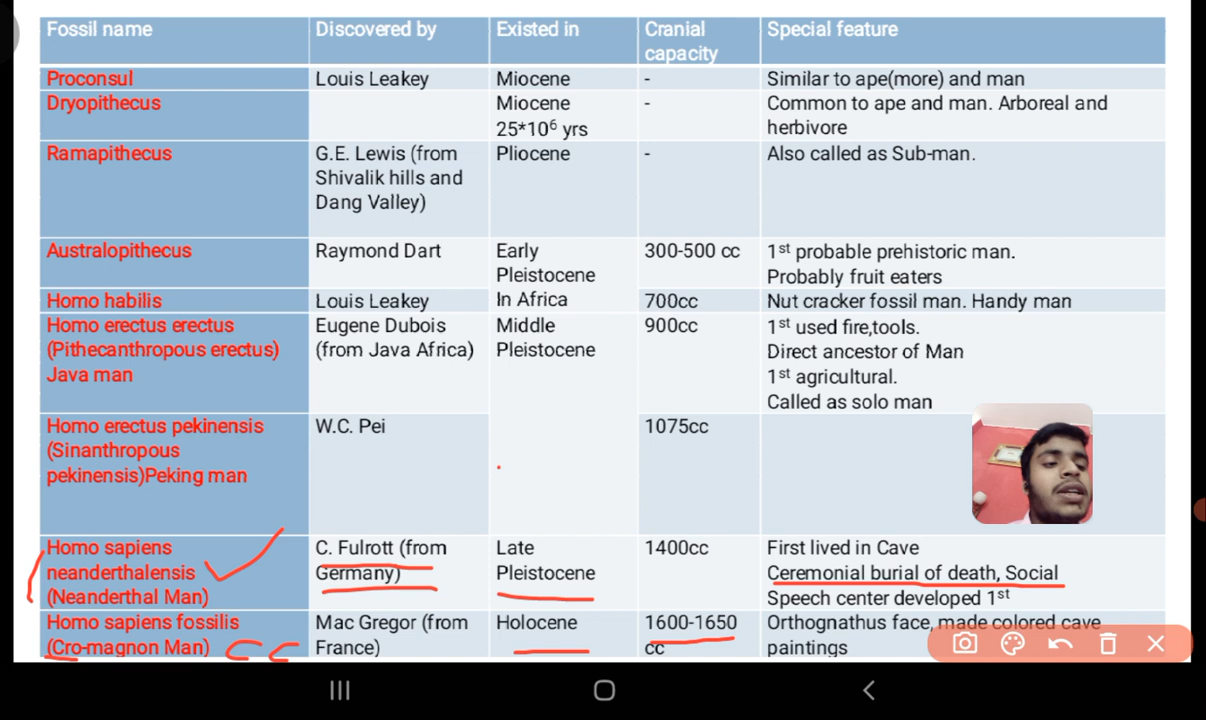 Fossil name
Discovered by
Existed in
Cranial
capacity
Special feature
Proconsul
Louis Leakey
Miocene
-
Similar to ape(more) and man
Dryopithecus
Miocene
25*10⁶ yrs
-
Common to ape and man. Arboreal and
herbivore
Ramapithecus
G.E. Lewis (from
Shivalik hills and
Dang Valley)
Pliocene
-
Also called as Sub-man.
Australopithecus
Raymond Dart
Early
Pleistocene
In Africa
300-500 cc
1st probable prehistoric man.
Probably fruit eaters
Homo habilis
Louis Leakey
700cc
Nut cracker fossil man. Handy man
Homo erectus erectus
(Pithecanthropous erectus)
Java man
Eugene Dubois
(from Java Africa)
Middle
Pleistocene
900cc
1st used fire,tools.
Direct ancestor of Man
1st agricultural.
Called as solo man
Homo erectus pekinensis
(Sinanthropous
pekinensis)Peking man
W.C. Pei
1075cc
Homo sapiens
neanderthalensis
(Neanderthal Man)
C. Fulrott (from
Germany)
Late
Pleistocene
1400cc
First lived in Cave
Ceremonial burial of death, Social
Speech center developed 1st
Homo sapiens fossilis
(Cro-magnon Man) C C
Mac Gregor (from
France)
Holocene
1600-1650
cc
Orthognathus face, made colored cave
paintings